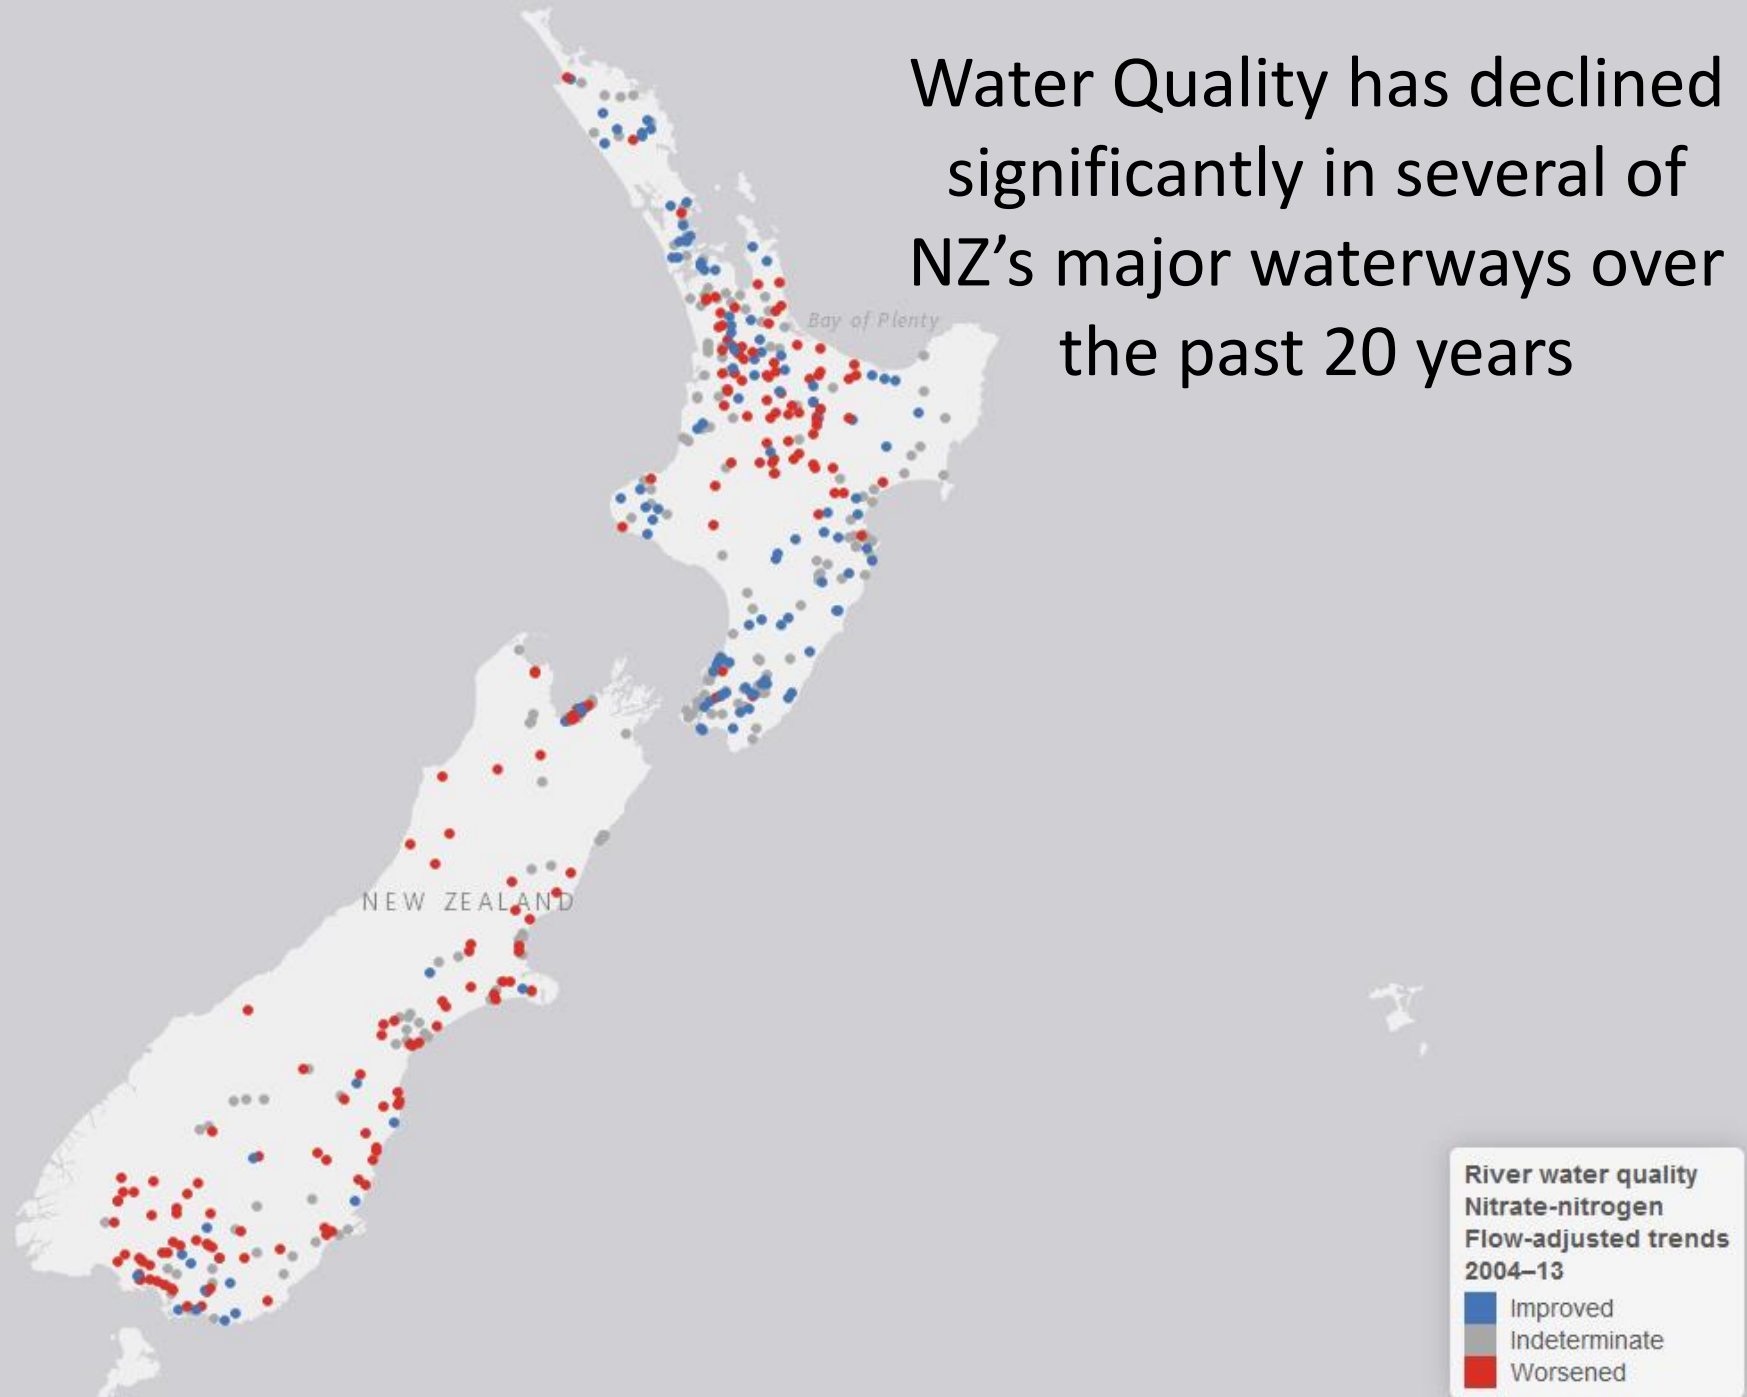 Water Quality has declined
significantly in several of
NZ’s major waterways over
the past 20 years
Bay of Plenty
NEW ZEALAND
River water quality
Nitrate-nitrogen
Flow-adjusted trends
2004–13
Improved
Indeterminate
Worsened